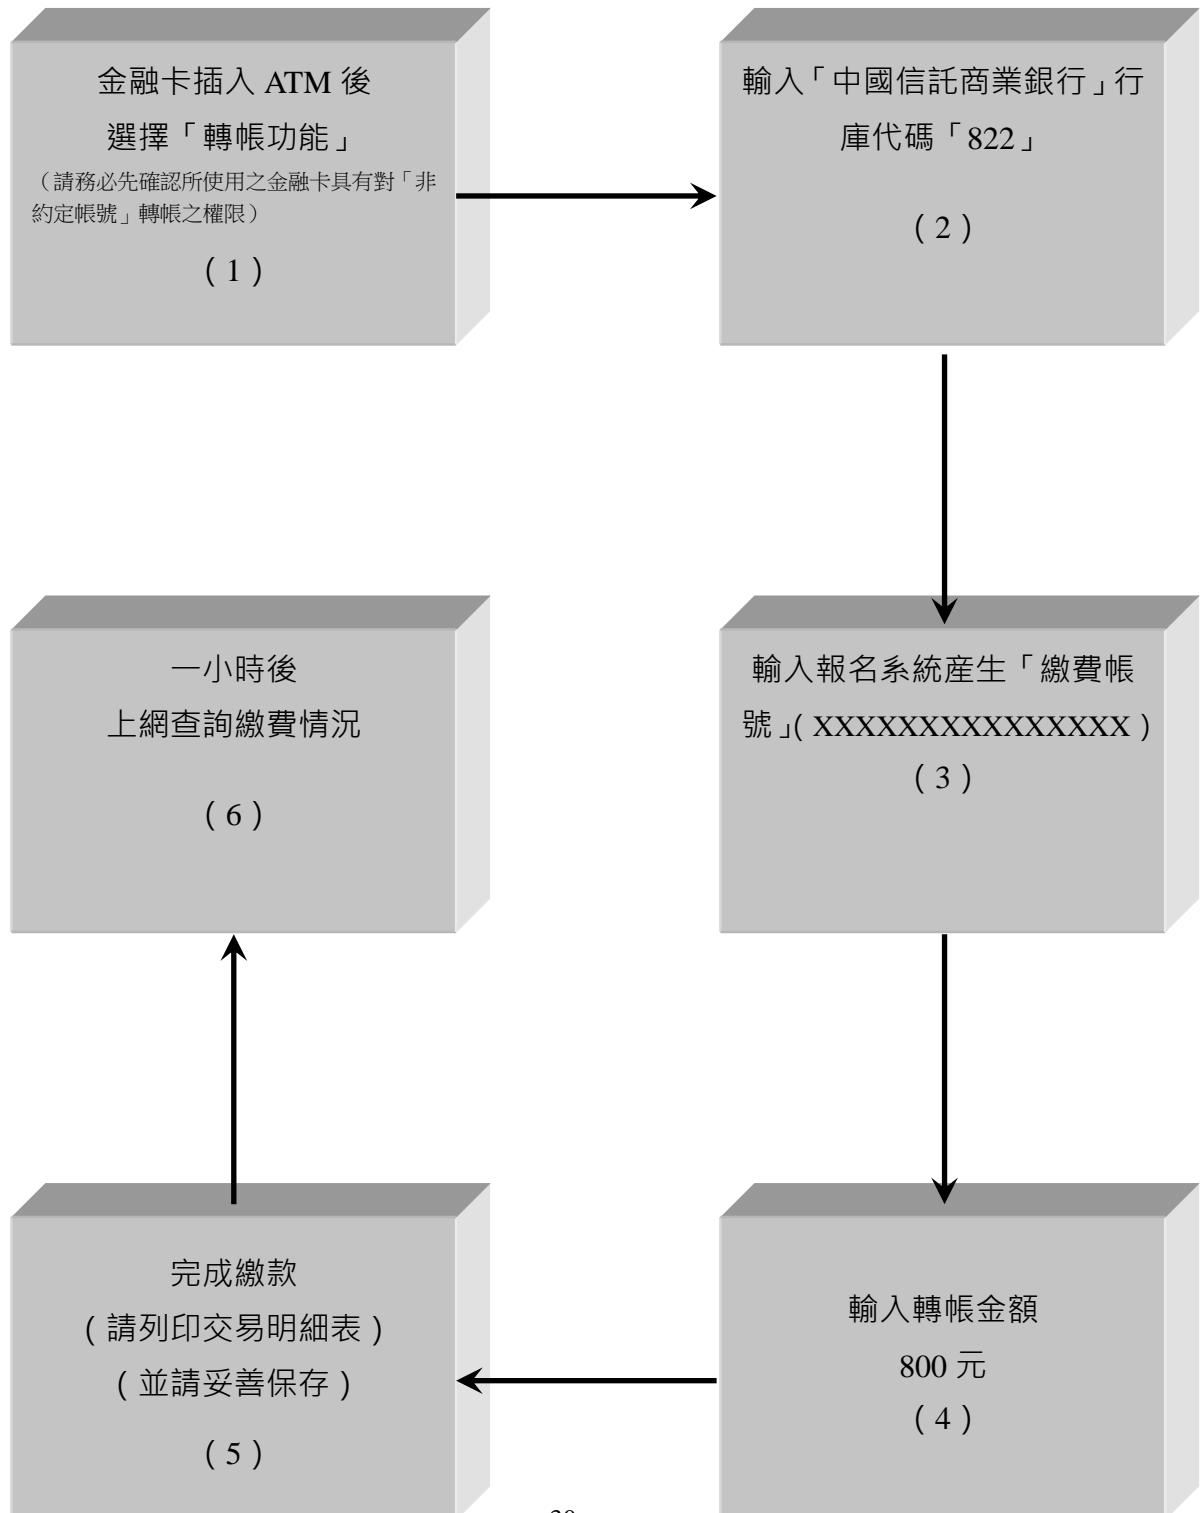 金融卡插入 ATM 後
選擇「轉帳功能」
（請務必先確認所使用之金融卡具有對「非
約定帳號」轉帳之權限）
（1）
輸入「中國信託商業銀行」行
庫代碼「822」
（2）
輸入報名系統産生「繳費帳
號」（XXXXXXXXXXXXXXX）
（3）
輸入轉帳金額
800 元
（4）
完成繳款
（請列印交易明細表）
（並請妥善保存）
（5）
一小時後
上網查詢繳費情況
（6）